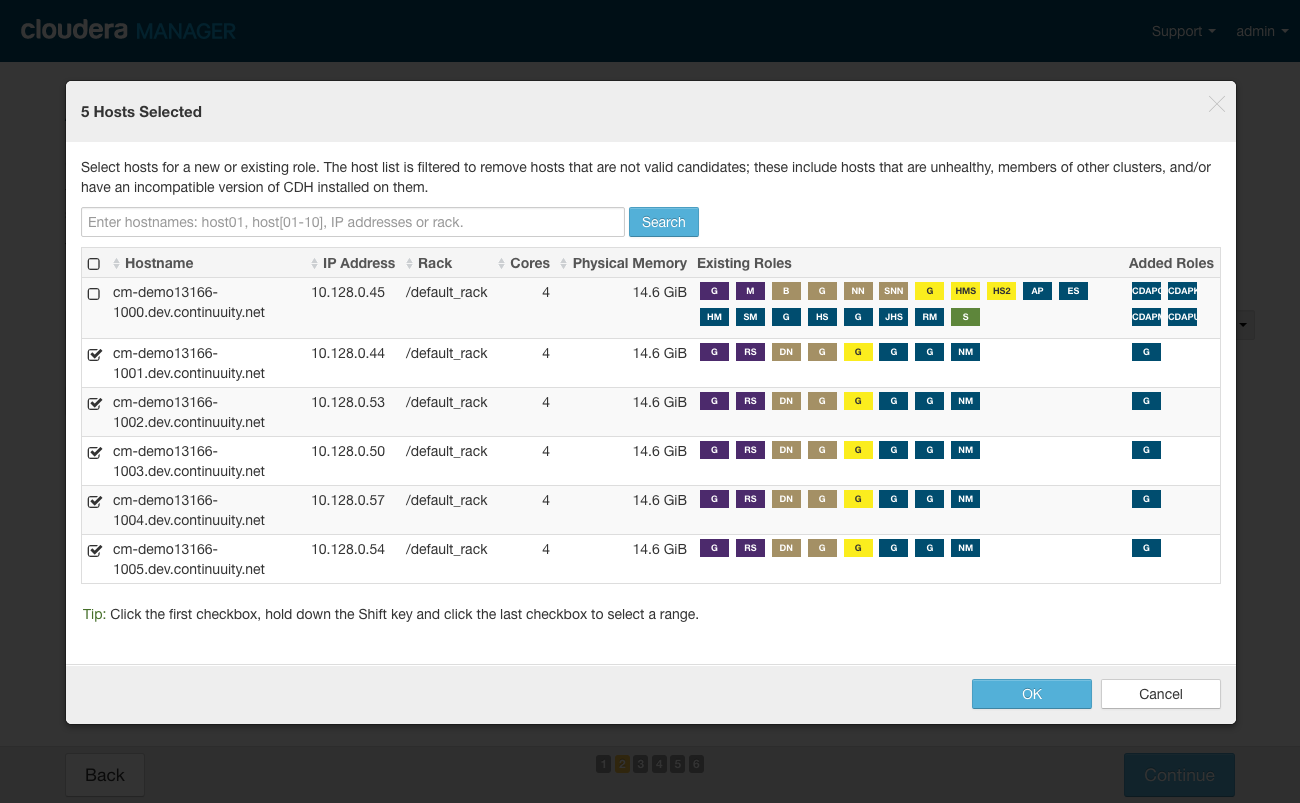 cloudera MANAGER
Support admin
5 Hosts Selected
Select hosts for a new or existing role. The host list is filtered to remove hosts that are not valid candidates; these include hosts that are unhealthy, members of other clusters, and/or
have an incompatible version of CDH installed on them.
Enter hostnames: host01, host[01-10], IP addresses or rack. Search
Hostname IP Address Rack Cores Physical Memory Existing Roles Added Roles
cm-demo13166- 10.128.0.45 /default_rack 4 14.6 GiB G M B G NN SNN G HMS HS2 AP ES
1000.dev.continuuity.net HM SM G HS G JHS RM S
cm-demo13166- 10.128.0.44 /default_rack 4 14.6 GiB G RS DN G G G G NM G
1001.dev.continuuity.net
cm-demo13166- 10.128.0.53 /default_rack 4 14.6 GiB G RS DN G G G G NM G
1002.dev.continuuity.net
cm-demo13166- 10.128.0.50 /default_rack 4 14.6 GiB G RS DN G G G G NM G
1003.dev.continuuity.net
cm-demo13166- 10.128.0.57 /default_rack 4 14.6 GiB G RS DN G G G G NM G
1004.dev.continuuity.net
cm-demo13166- 10.128.0.54 /default_rack 4 14.6 GiB G RS DN G G G G NM G
1005.dev.continuuity.net
Tip: Click the first checkbox, hold down the Shift key and click the last checkbox to select a range.
OK Cancel
Back 1 2 3 4 5 6 Continue